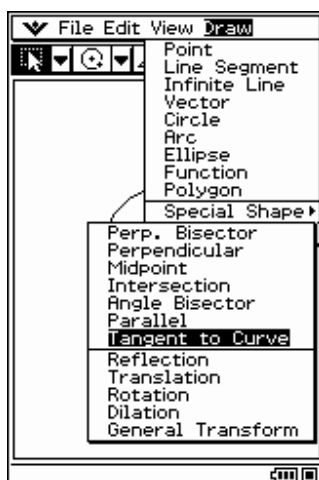 File Edit View Draw
Point
Line Segment
Infinite Line
Vector
Circle
Arc
Ellipse
Function
Polygon
Special Shape
Perp. Bisector
Perpendicular
Midpoint
Intersection
Angle Bisector
Parallel
Tangent to Curve
Reflection
Translation
Rotation
Dilation
General Transform